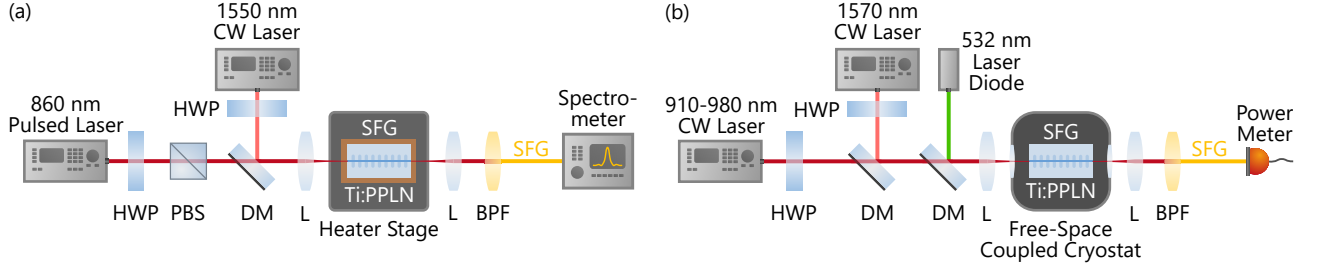 (a)
1550 nm
CW Laser
HWP
860 nm
Pulsed Laser
SFG
Ti:PPLN
Spectro-
meter
SFG
HWP
PBS
DM
L
Heater Stage
L
BPF
(b)
1570 nm
CW Laser
532 nm
Laser
Diode
HWP
910-980 nm
CW Laser
SFG
Ti:PPLN
Power
Meter
SFG
HWP
DM
DM
L
Free-Space
Coupled Cryostat
L
BPF